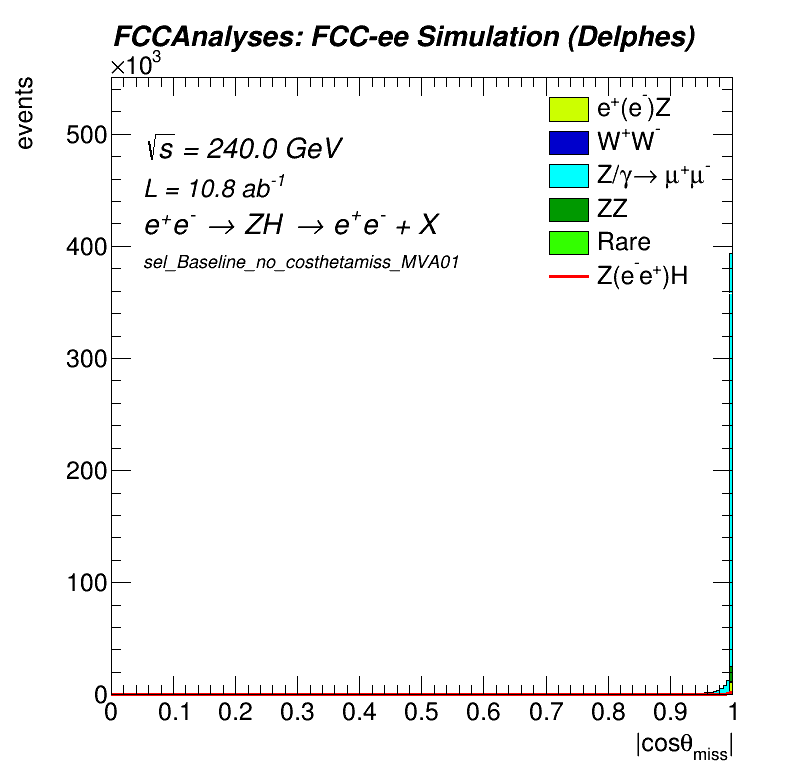 FCCAnalyses: FCC-ee Simulation (Delphes)
×10³
events
√s = 240.0 GeV
L = 10.8 ab⁻¹
e⁺e⁻ → ZH → e⁺e⁻ + X
sel_Baseline_no_costhetamiss_MVA01
e⁺(e⁻)Z
W⁺W⁻
Z/γ→ μ⁺μ⁻
ZZ
Rare
Z(e⁻e⁺)H
500
400
300
200
100
0
0 0.1 0.2 0.3 0.4 0.5 0.6 0.7 0.8 0.9 1
|cosθmiss|